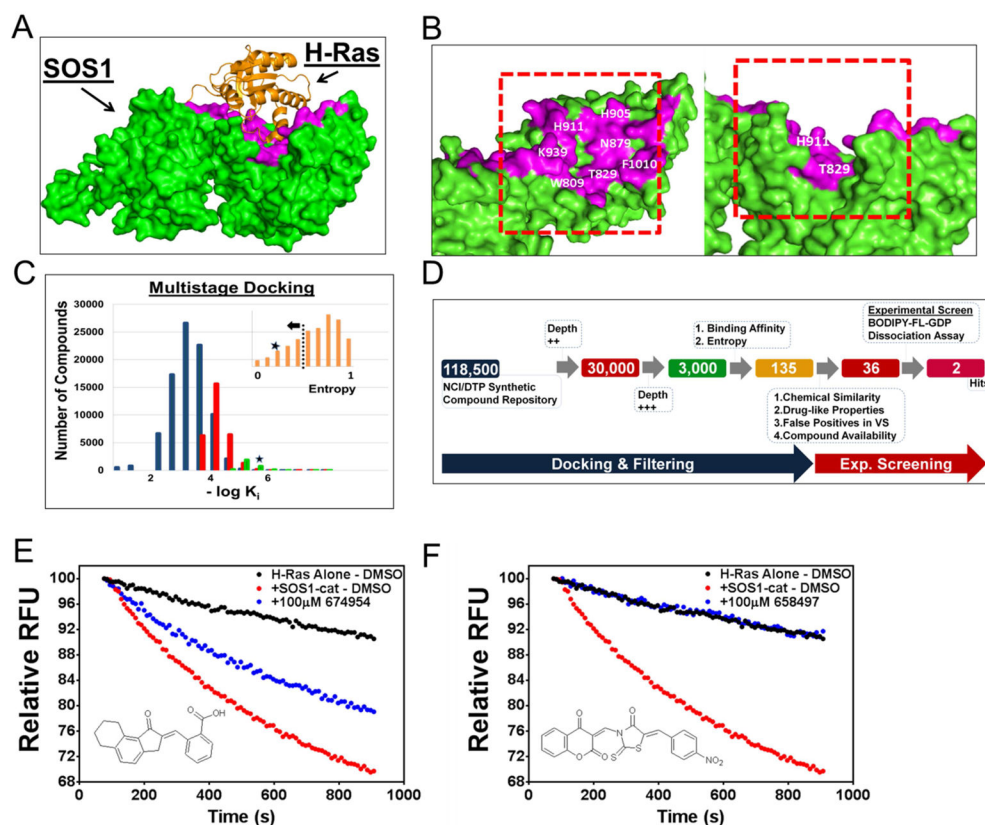 A
SOS1
H-Ras
B
H905
H911
N879
K939
F1010
T829
W809
H911
T829
C
Multistage Docking
Number of Compounds
30000
25000
20000
15000
10000
5000
0
2
4
6
- log Ki
0
1
Entropy
D
118,500
NCI/DTP Synthetic
Compound Repository
Depth
++
30,000
Depth
+++
3,000
1. Binding Affinity
2. Entropy
135
1.Chemical Similarity
2.Drug-like Properties
3.False Positives in VS
4.Compound Availability
36
Experimental Screen
BODIPY-FL-GDP
Dissociation Assay
2
Hits
Docking & Filtering
Exp. Screening
E
Relative RFU
100
96
92
88
84
80
76
72
68
H-Ras Alone - DMSO
+SOS1-cat - DMSO
+100µM 674954
O
O
OH
0
200
400
600
800
1000
Time (s)
F
Relative RFU
100
96
92
88
84
80
76
72
68
H-Ras Alone - DMSO
+SOS1-cat - DMSO
+100µM 658497
O
O
N
O
O
S
S
NO2
0
200
400
600
800
1000
Time (s)